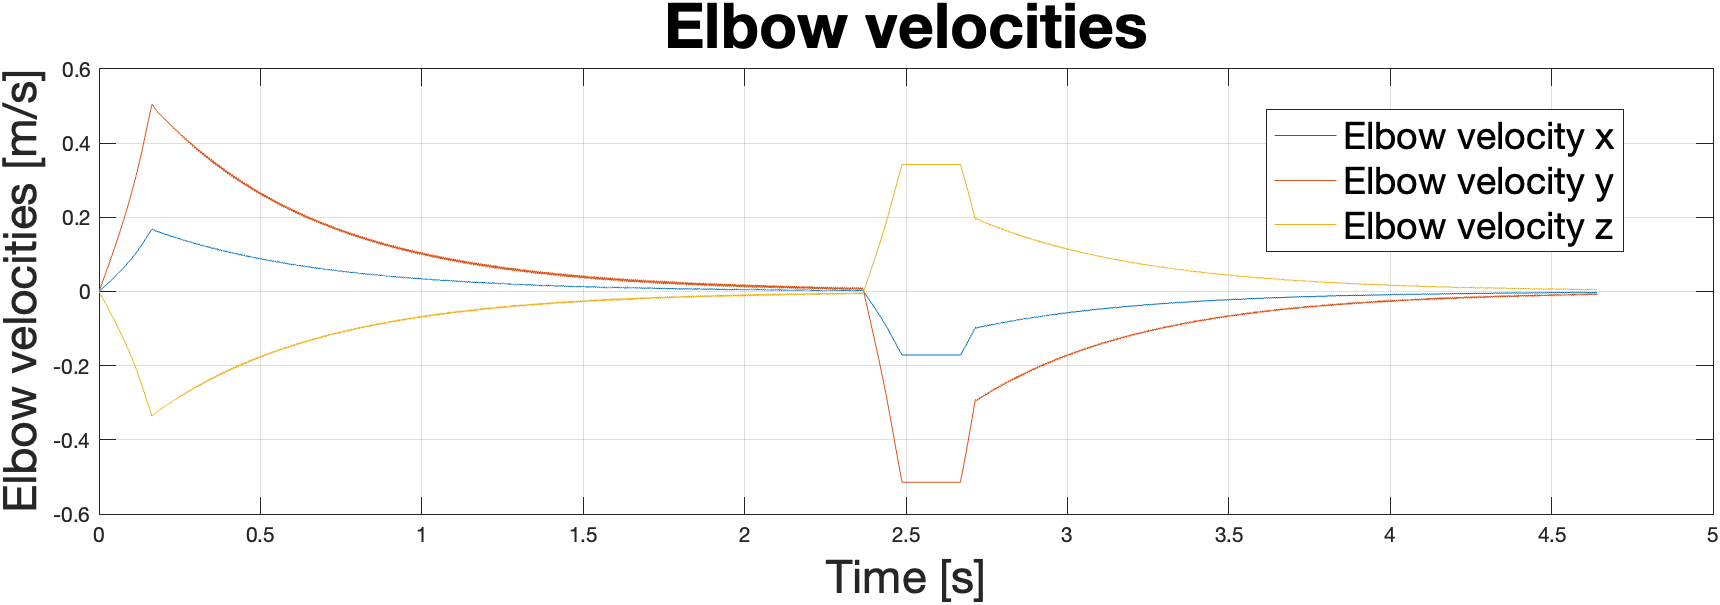 Elbow velocities
Elbow velocities [m/s]
0.6
0.4
0.2
0
-0.2
-0.4
-0.6
Elbow velocity x
Elbow velocity y
Elbow velocity z
0 0.5 1 1.5 2 2.5 3 3.5 4 4.5 5
Time [s]